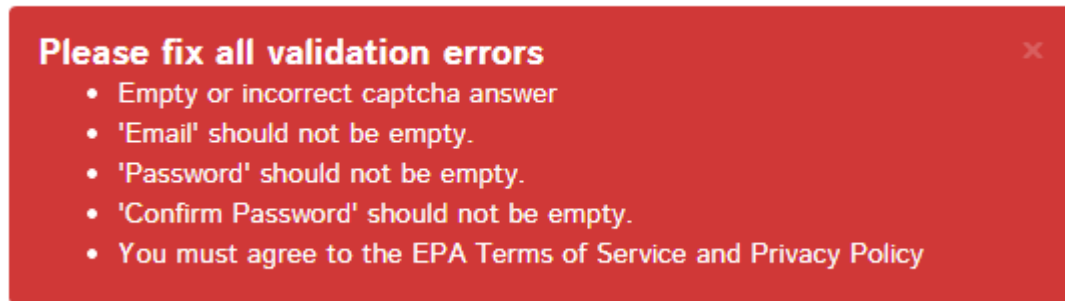 Please fix all validation errors
• Empty or incorrect captcha answer
• 'Email' should not be empty.
• 'Password' should not be empty.
• 'Confirm Password' should not be empty.
• You must agree to the EPA Terms of Service and Privacy Policy